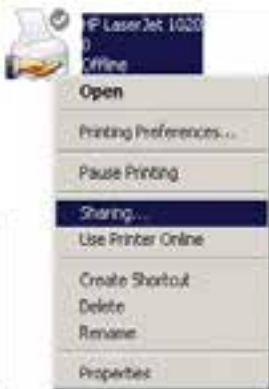 HP LaserJet 1020
0
Offline
Open
Printing Preferences...
Pause Printing
Sharing...
Use Printer Online
Create Shortcut
Delete
Rename
Properties